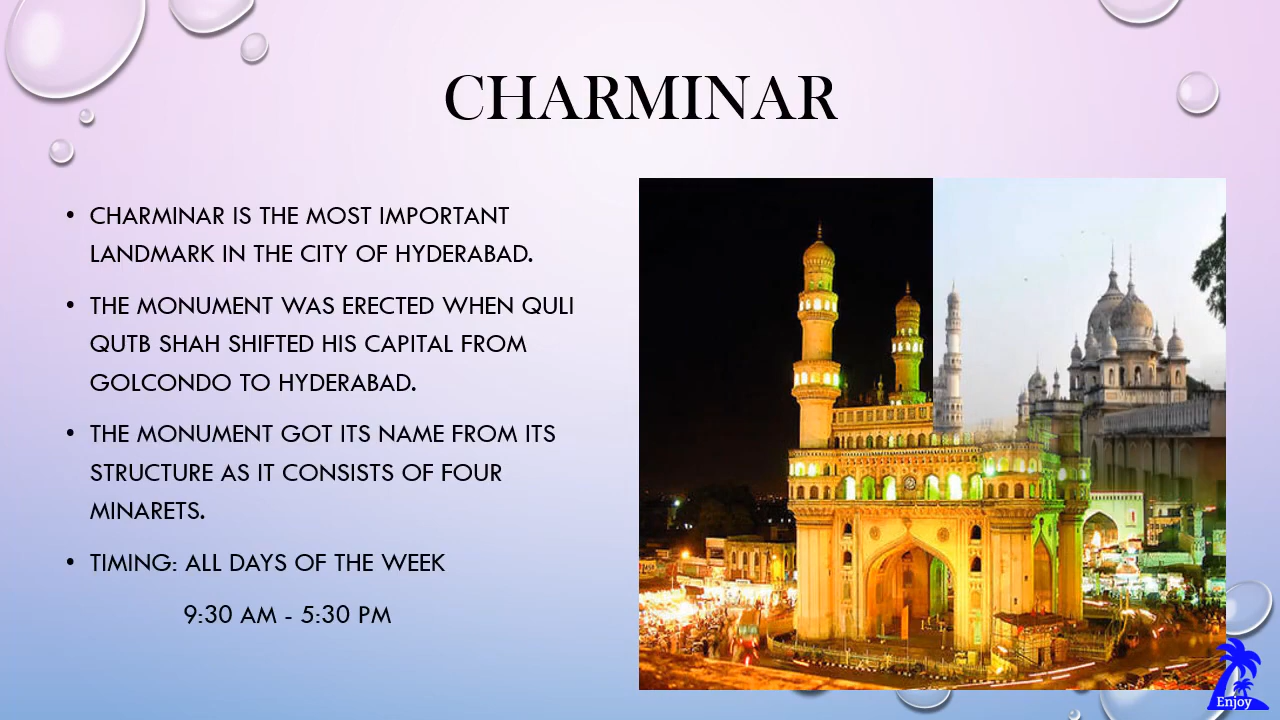 CHARMINAR
• CHARMINAR IS THE MOST IMPORTANT
LANDMARK IN THE CITY OF HYDERABAD.
• THE MONUMENT WAS ERECTED WHEN QULI
QUTB SHAH SHIFTED HIS CAPITAL FROM
GOLCONDO TO HYDERABAD.
• THE MONUMENT GOT ITS NAME FROM ITS
STRUCTURE AS IT CONSISTS OF FOUR
MINARETS.
• TIMING: ALL DAYS OF THE WEEK
9:30 AM - 5:30 PM
Enjoy